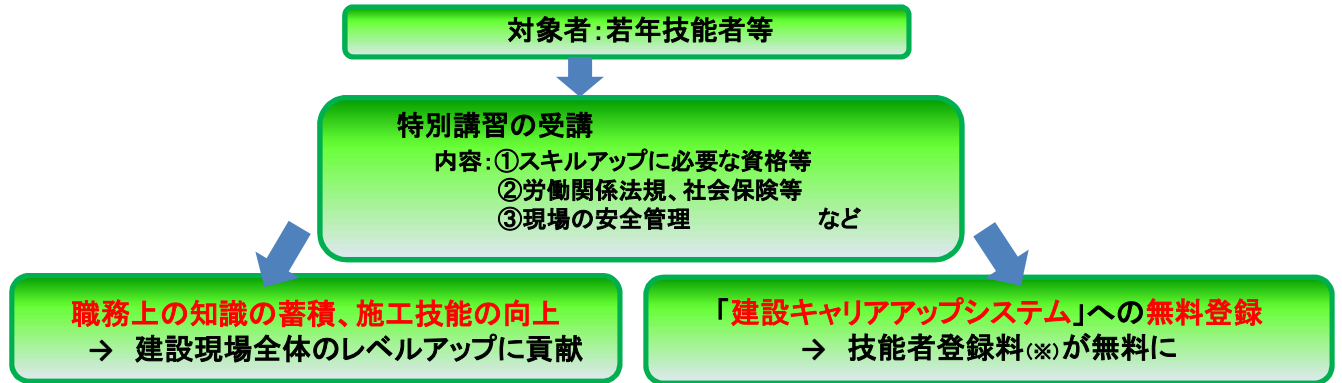 対象者：若年技能者等
特別講習の受講
内容：①スキルアップに必要な資格等
②労働関係法規、社会保険等
③現場の安全管理 など
職務上の知識の蓄積、施工技能の向上
→ 建設現場全体のレベルアップに貢献
「建設キャリアアップシステム」への無料登録
→ 技能者登録料（※）が無料に